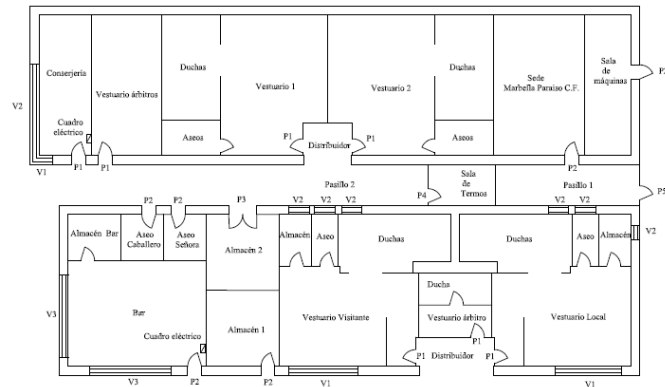 Conserjería
Vestuario árbitros
Duchas
Vestuario 1
Vestuario 2
Duchas
Sede
Marbella Paraiso C.F.
Sala
de
máquinas
V2
Cuadro
eléctrico
Aseos
P1
Distribuidor
P1
Aseos
V1
P1
P1
P2
Pasillo 2
Sala
de
Termos
Pasillo 1
P4
P5
P2
P2
P3
V2
V2
V2
V2
V2
V2
Almacén Bar
Aseo
Caballero
Aseo
Señora
Almacén 2
Almacén
Aseo
Duchas
Duchas
Aseo
Almacén
V3
Bar
Ducha
Cuadro eléctrico
Almacén 1
Vestuario Visitante
Vestuario árbitro
Vestuario Local
P1
Distribuidor
P1
P1
V3
P2
P2
V1
V1